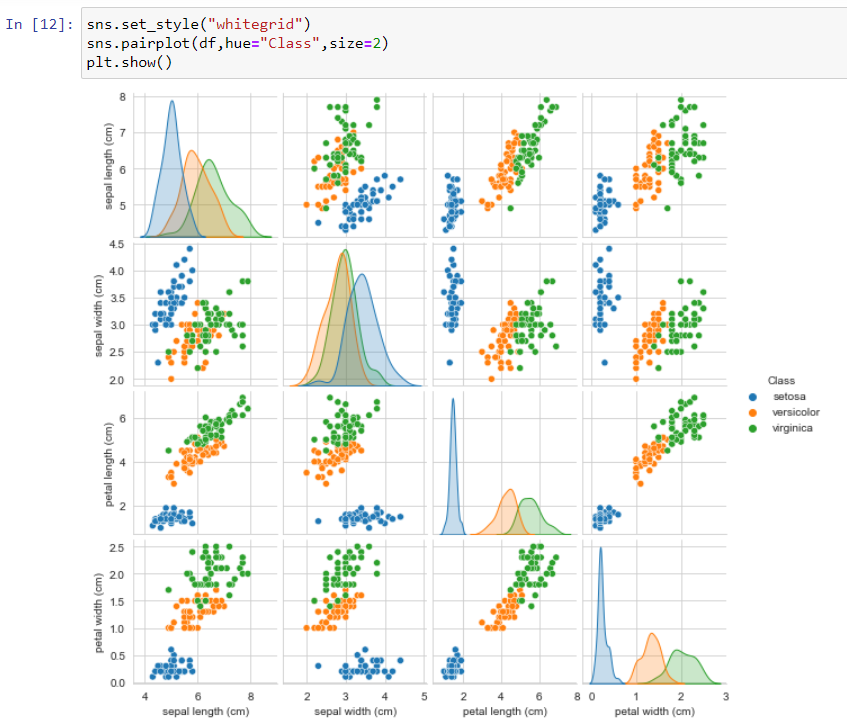 In [12]:
sns.set_style("whitegrid")
sns.pairplot(df,hue="Class",size=2)
plt.show()
8
7
6
5
sepal length (cm)
4.5
4.0
3.5
3.0
2.5
2.0
sepal width (cm)
6
4
2
petal length (cm)
2.5
2.0
1.5
1.0
0.5
0.0
petal width (cm)
4 6 8
sepal length (cm)
2 3 4 5
sepal width (cm)
2 4 6 8
petal length (cm)
0 1 2 3
petal width (cm)
Class
setosa
versicolor
virginica